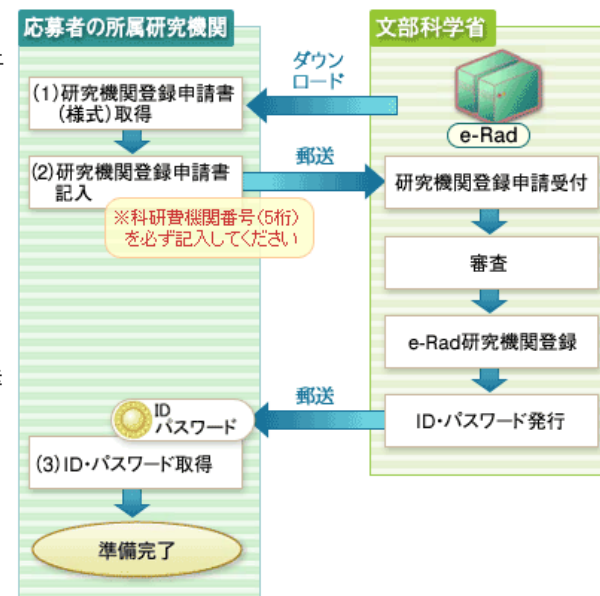 応募者の所属研究機関
文部科学省
ダウン
ロード
(1)研究機関登録申請書
(様式)取得
e-Rad
郵送
(2)研究機関登録申請書
記入
研究機関登録申請受付
※科研費機関番号(5桁)
を必ず記入してください
審査
e-Rad研究機関登録
郵送
ID
パスワード
ID・パスワード発行
(3)ID・パスワード取得
準備完了